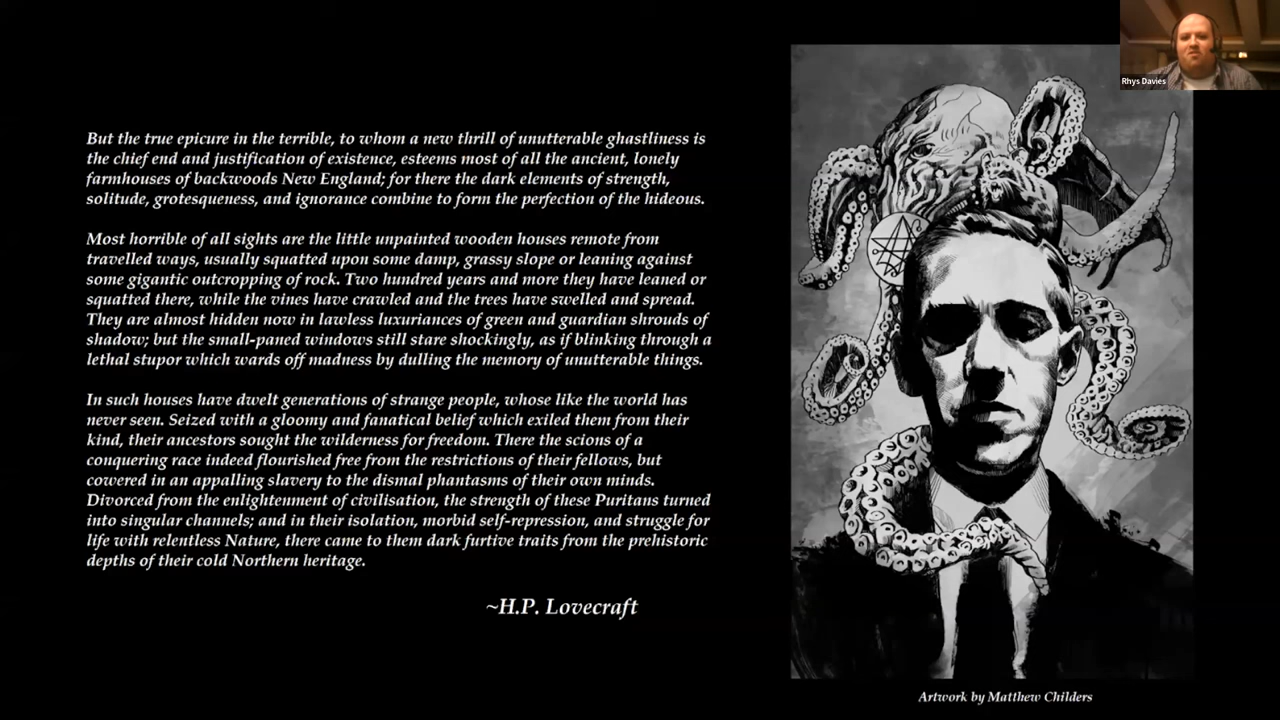 But the true epicure in the terrible, to whom a new thrill of unutterable ghastliness is
the chief end and justification of existence, esteems most of all the ancient, lonely
farmhouses of backwoods New England; for there the dark elements of strength,
solitude, grotesqueness, and ignorance combine to form the perfection of the hideous.
Most horrible of all sights are the little unpainted wooden houses remote from
travelled ways, usually squatted upon some damp, grassy slope or leaning against
some gigantic outcropping of rock. Two hundred years and more they have leaned or
squatted there, while the vines have crawled and the trees have swelled and spread.
They are almost hidden now in lawless luxuriances of green and guardian shrouds of
shadow; but the small-paned windows still stare shockingly, as if blinking through a
lethal stupor which wards off madness by dulling the memory of unutterable things.
In such houses have dwelt generations of strange people, whose like the world has
never seen. Seized with a gloomy and fanatical belief which exiled them from their
kind, their ancestors sought the wilderness for freedom. There the scions of a
conquering race indeed flourished free from the restrictions of their fellows, but
cowered in an appalling slavery to the dismal phantasms of their own minds.
Divorced from the enlightenment of civilisation, the strength of these Puritans turned
into singular channels; and in their isolation, morbid self-repression, and struggle for
life with relentless Nature, there came to them dark furtive traits from the prehistoric
depths of their cold Northern heritage.
~H.P. Lovecraft
Rhys Davies
Artwork by Matthew Childers